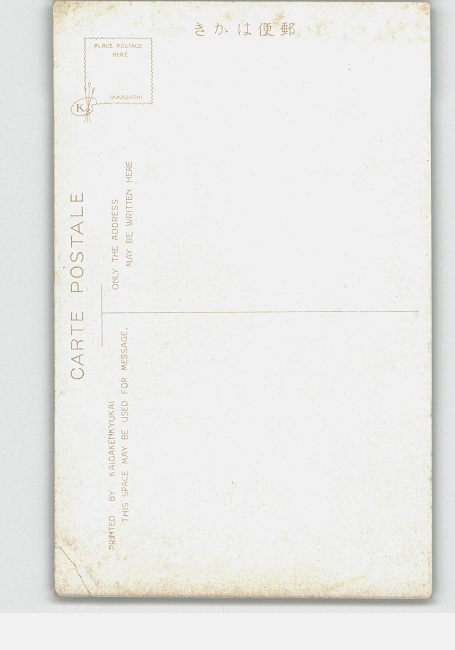 きかは便郵
PLACE POSTAGE
HERE
YAMABASHI
K
CARTE POSTALE
ONLY THE ADDRESS
MAY BE WRITTEN HERE
PRINTED BY KAIGAKENKYUKAI
THIS SPACE MAY BE USED FOR MESSAGE.